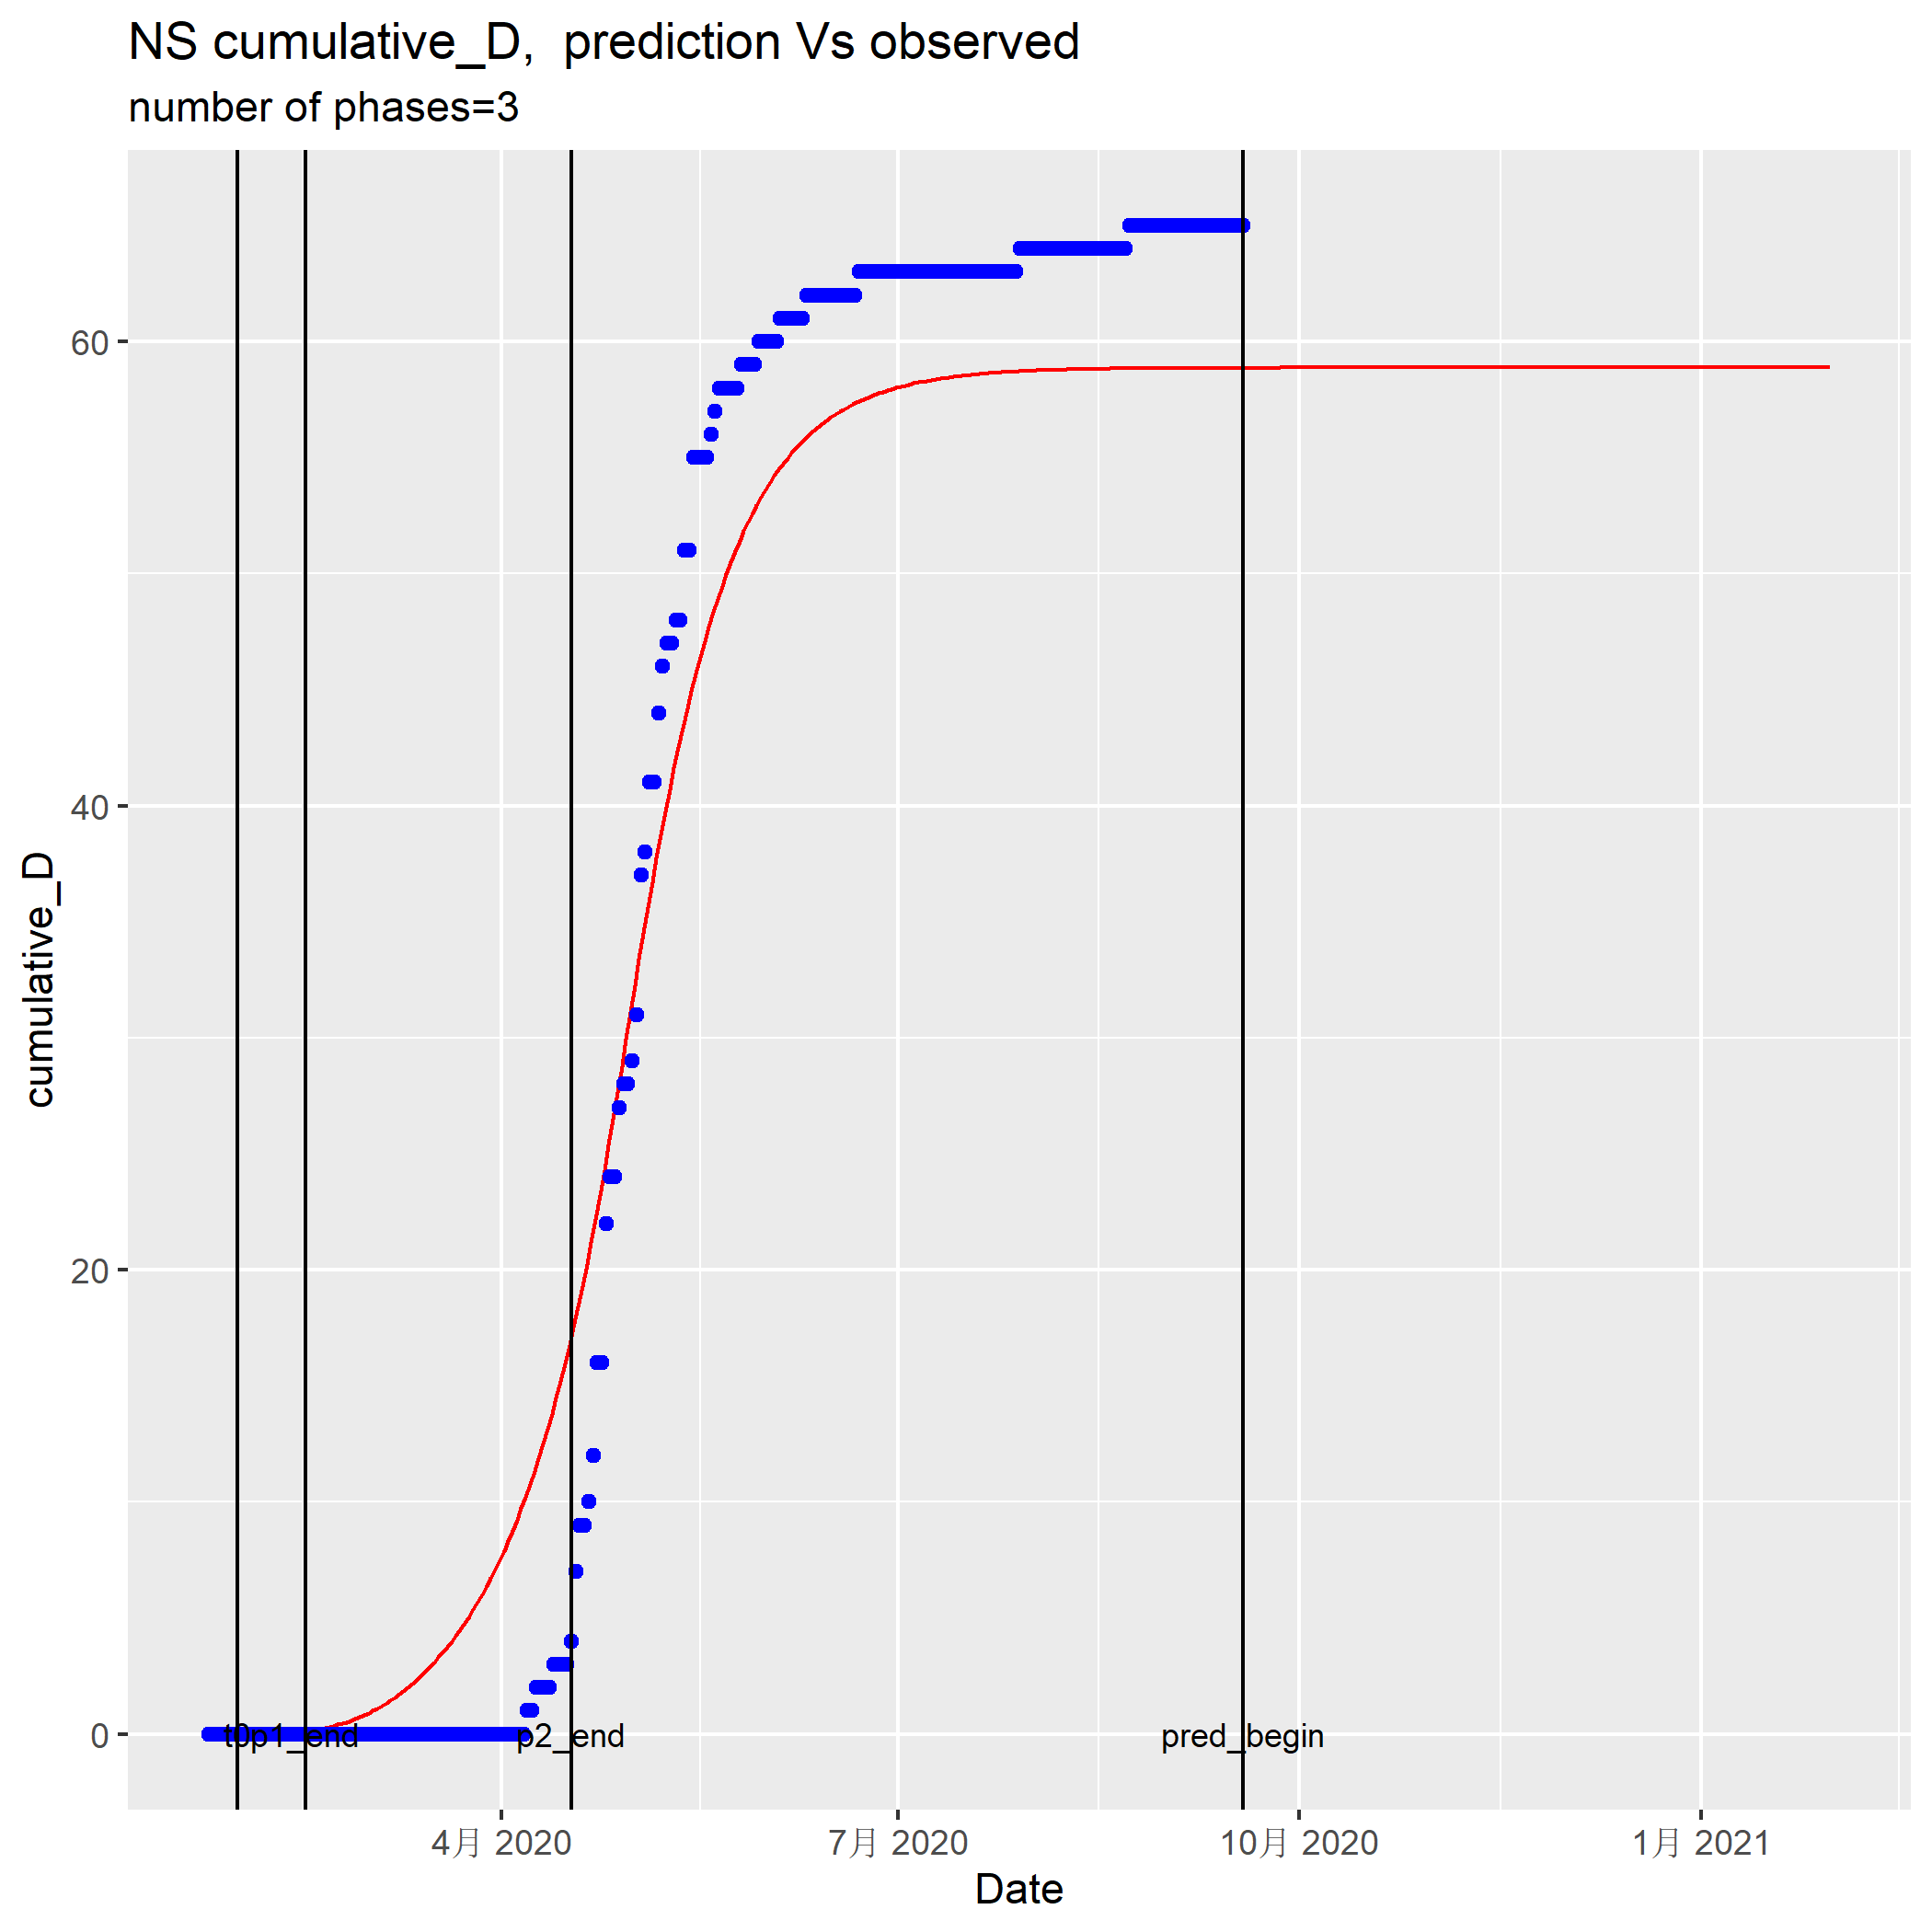 NS cumulative_D,  prediction Vs observed
number of phases=3
cumulative_D
60
40
20
0
t0p1_end
p2_end
pred_begin
4月 2020
7月 2020
10月 2020
1月 2021
Date